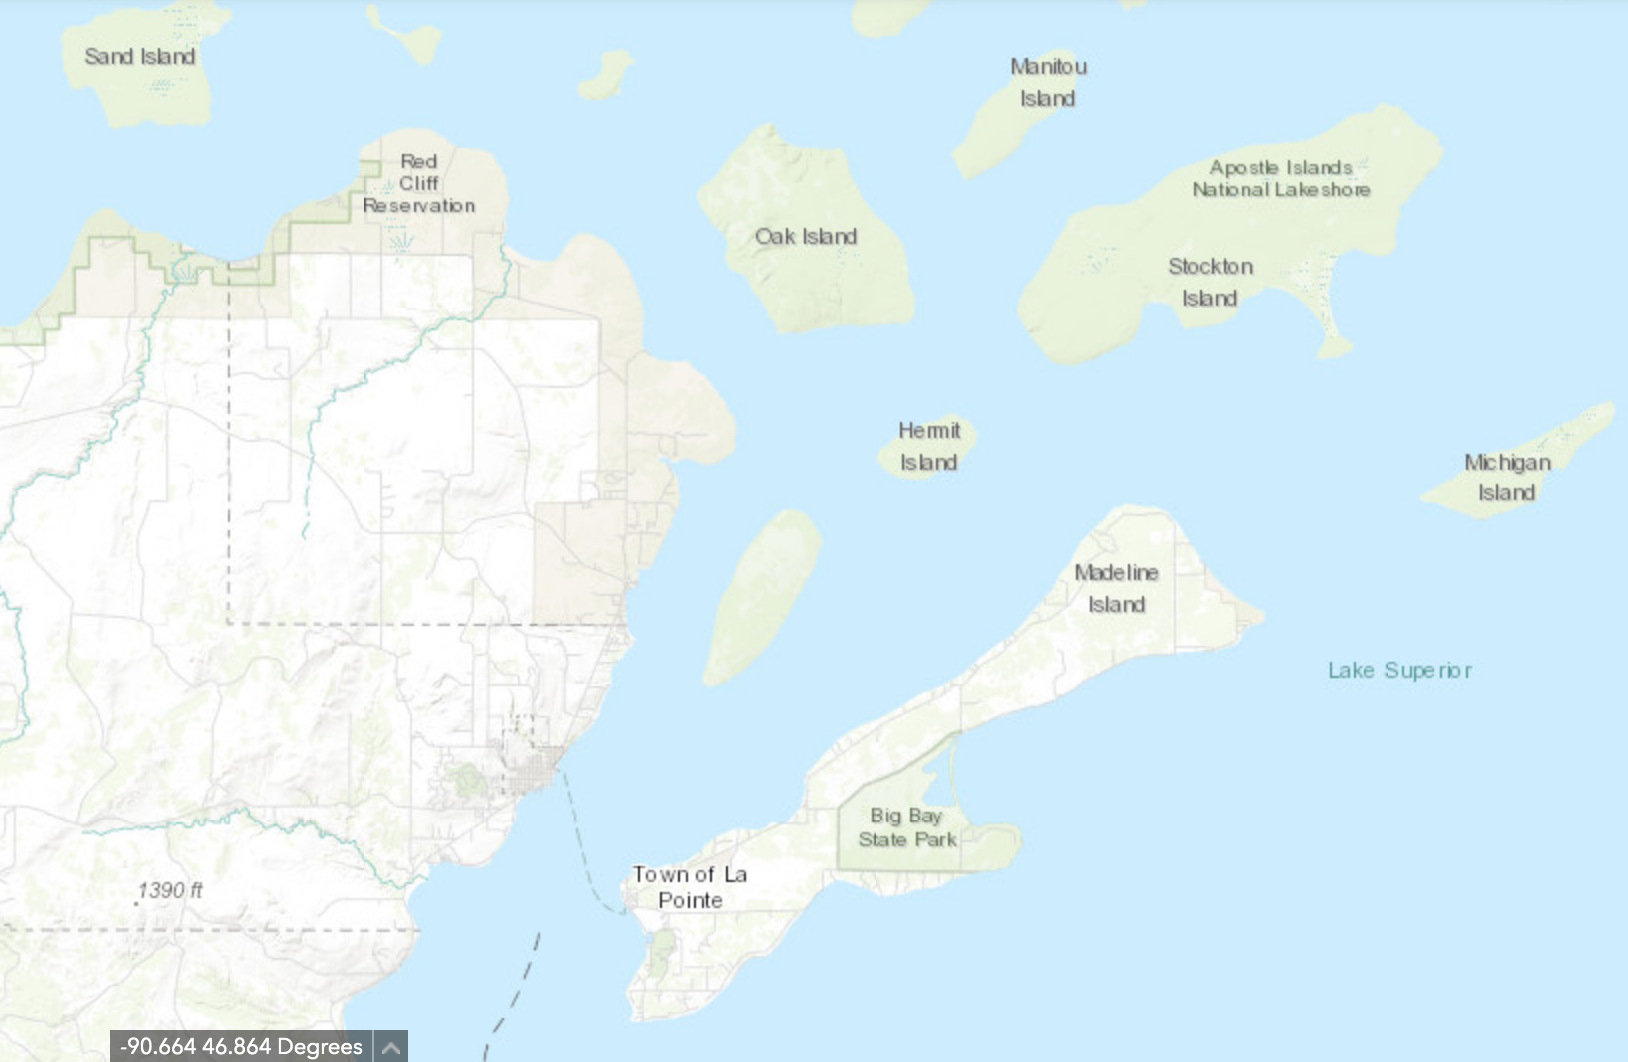 Sand Island
Manitou
Island
Red
Cliff
Reservation
Apostle Islands
National Lakeshore
Oak Island
Stockton
Island
Hermit
Island
Michigan
Island
Madeline
Island
Lake Superior
Big Bay
State Park
Town of La
Pointe
1390 ft
-90.664 46.864 Degrees